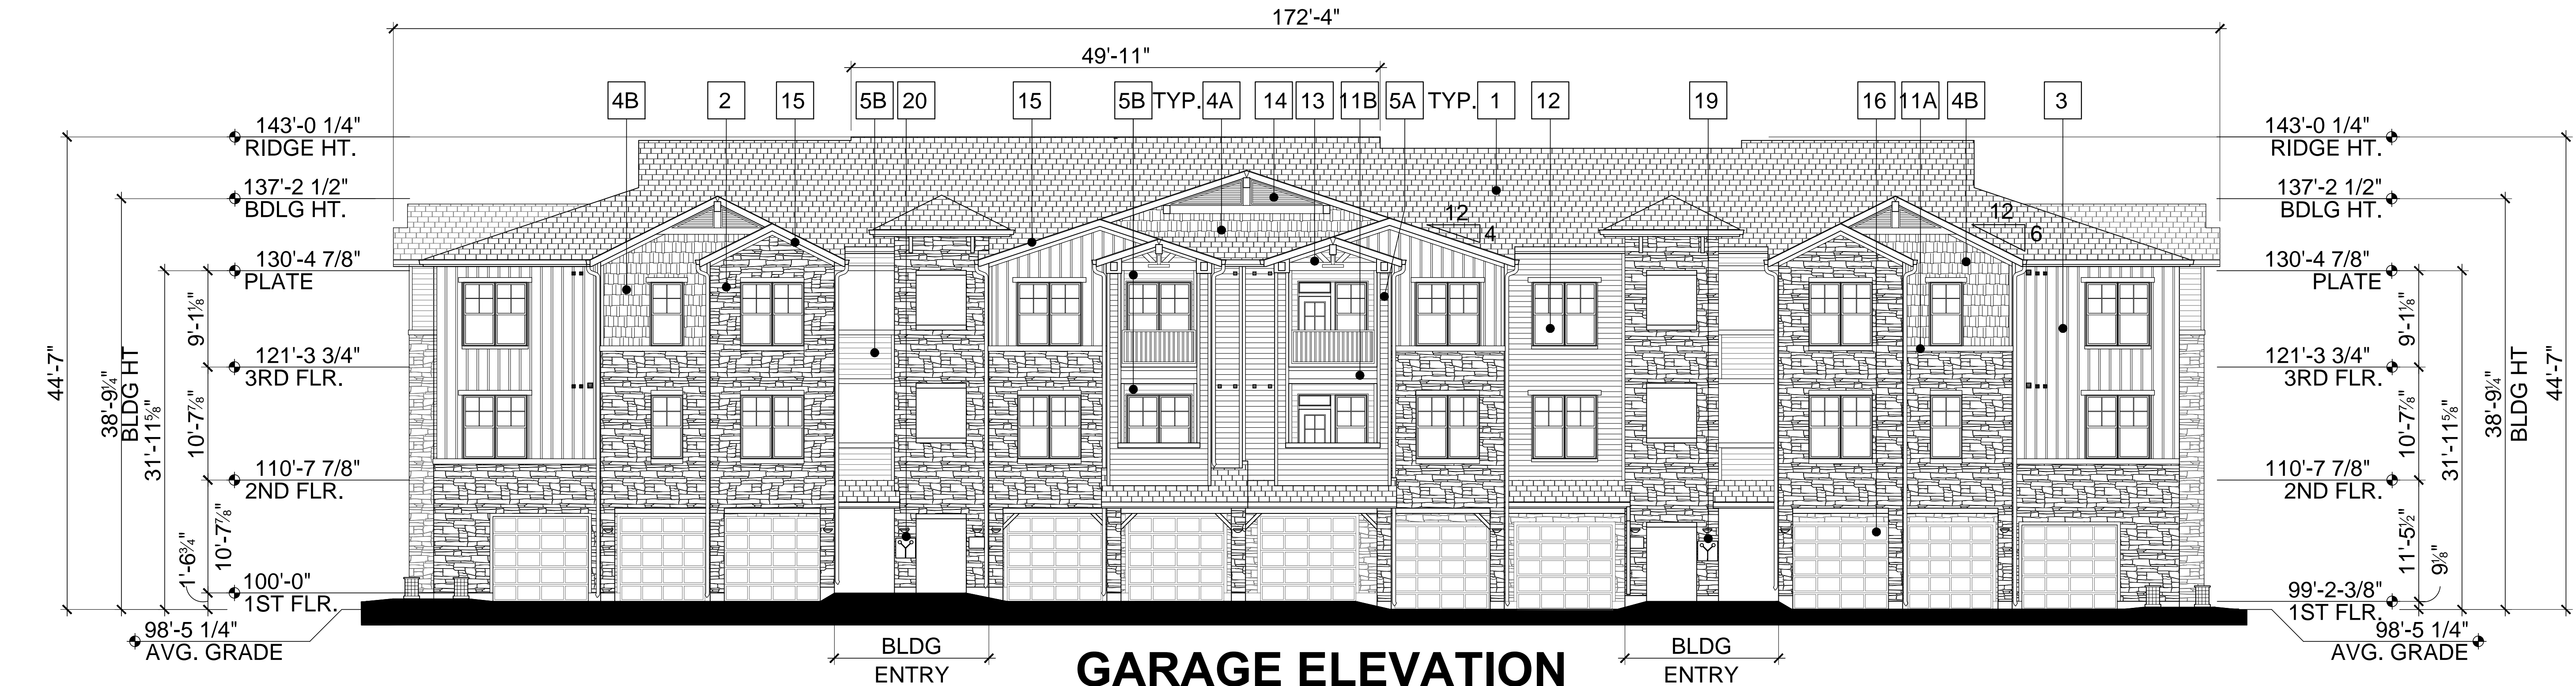 172'-4"
49'-11"
4B 2 15 5B 20 15 5B TYP. 4A 14 13 11B 5A TYP. 1 12 19 16 11A 4B 3
143'-0 1/4"
RIDGE HT.
137'-2 1/2"
BDLG HT.
130'-4 7/8"
PLATE
121'-3 3/4"
3RD FLR.
110'-7 7/8"
2ND FLR.
100'-0"
1ST FLR.
98'-5 1/4"
AVG. GRADE
44'-7"
38'-9¼"
BLDG HT
31'-11⅝"
9'-1⅛"
10'-7⅞"
10'-7⅞"
1'-6¾"
12
4
12
6
143'-0 1/4"
RIDGE HT.
137'-2 1/2"
BDLG HT.
130'-4 7/8"
PLATE
121'-3 3/4"
3RD FLR.
110'-7 7/8"
2ND FLR.
99'-2-3/8"
1ST FLR.
98'-5 1/4"
AVG. GRADE
9'-1⅛"
10'-7⅞"
11'-5½"
9⅛"
31'-11⅝"
38'-9¼"
BLDG HT
44'-7"
BLDG
ENTRY
BLDG
ENTRY
GARAGE ELEVATION